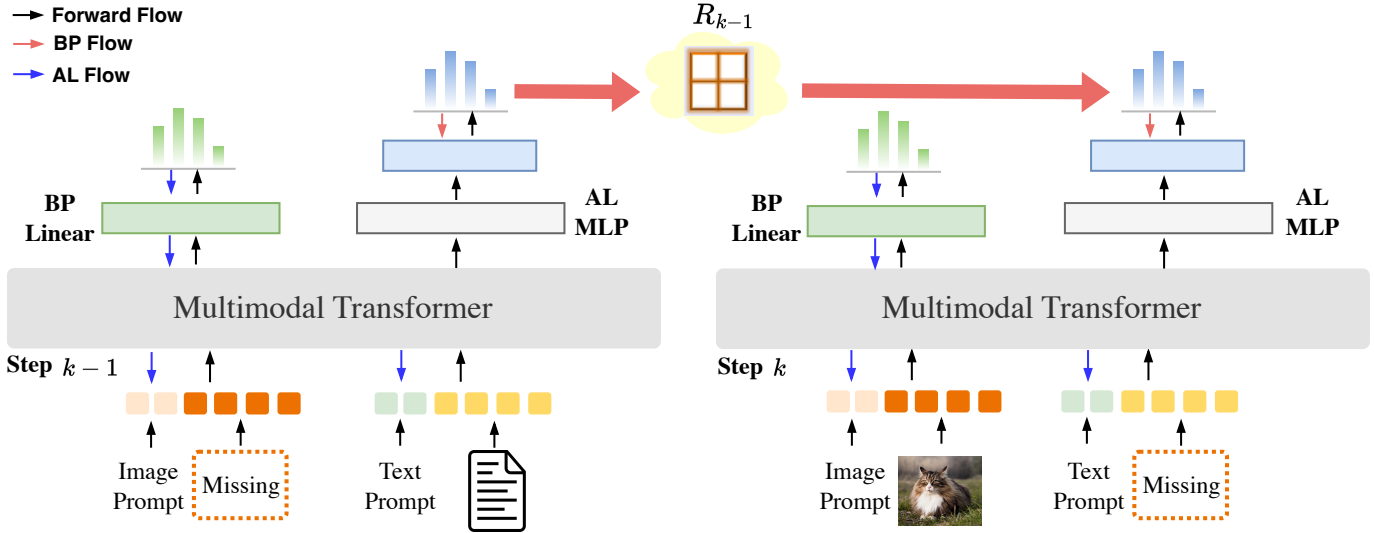 Forward Flow
BP Flow
AL Flow
R_{k-1}
BP
Linear
AL
MLP
BP
Linear
AL
MLP
Multimodal Transformer
Multimodal Transformer
Step k − 1
Step k
Image
Prompt
Missing
Text
Prompt
Image
Prompt
Text
Prompt
Missing